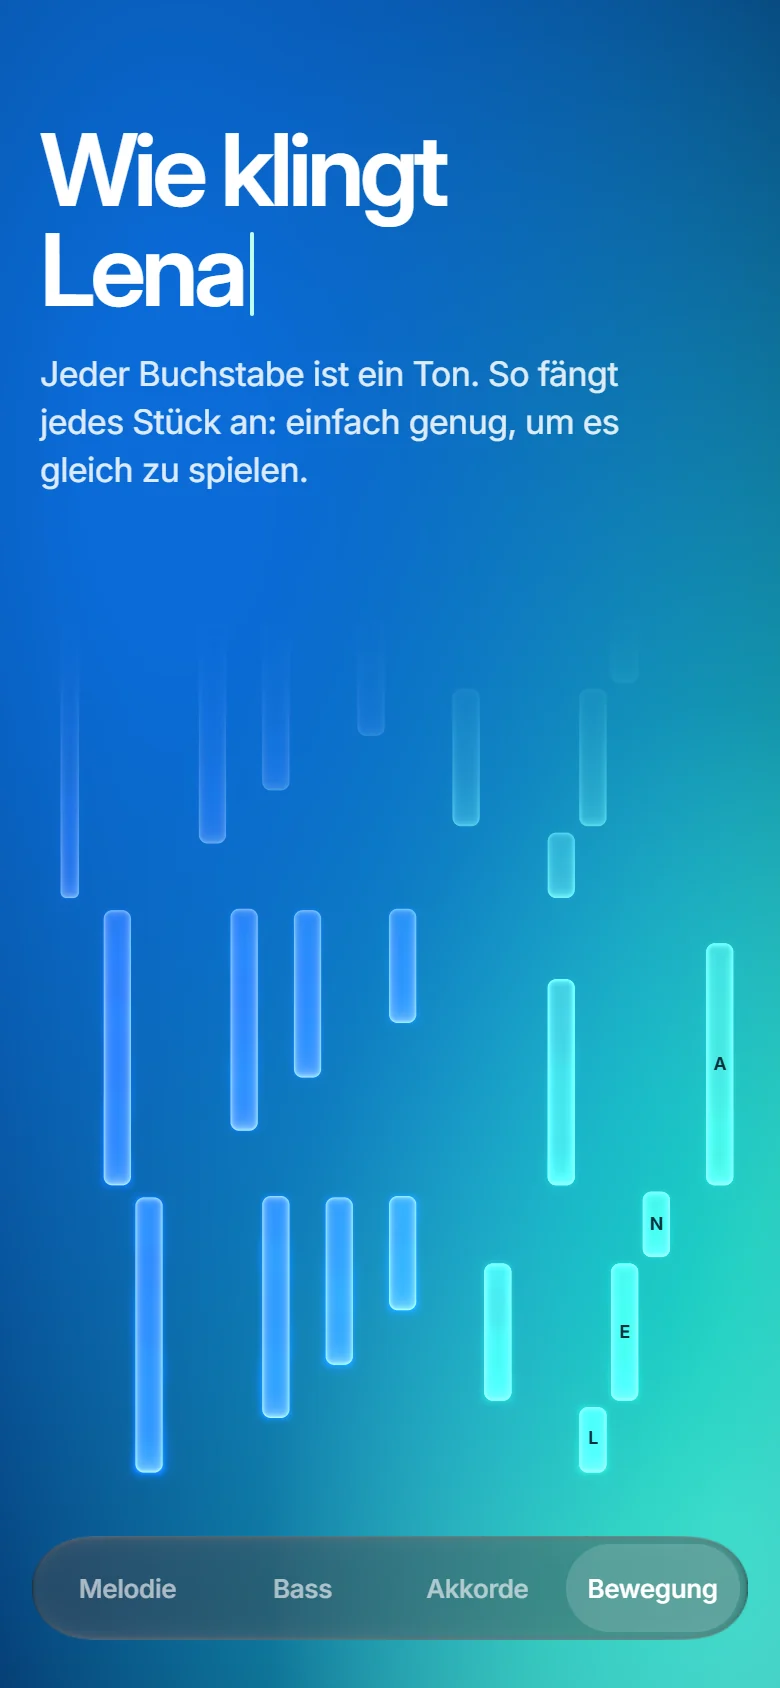 Wie klingt
Lena
Jeder Buchstabe ist ein Ton. So fängt
jedes Stück an: einfach genug, um es
gleich zu spielen.
A
N
E
L
Melodie Bass Akkorde Bewegung